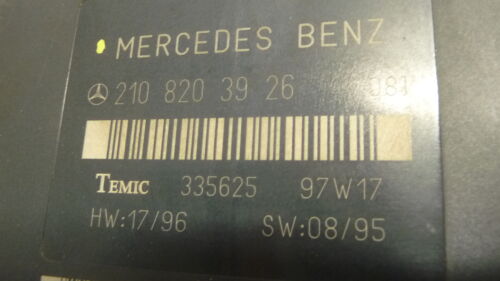 MERCEDES BENZ
210 820 39 26
TEMIC 335625 97W17
HW:17/96 SW:08/95